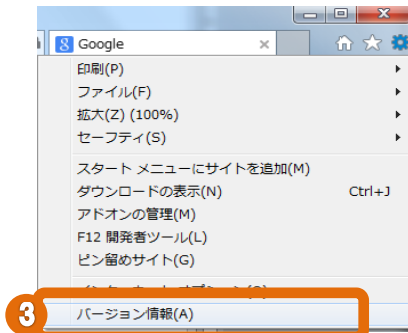 Google
印刷(P)
ファイル(F)
拡大(Z) (100%)
セーフティ(S)
スタート メニューにサイトを追加(M)
ダウンロードの表示(N) Ctrl+J
アドオンの管理(M)
F12 開発者ツール(L)
ピン留めサイト(G)
3
バージョン情報(A)